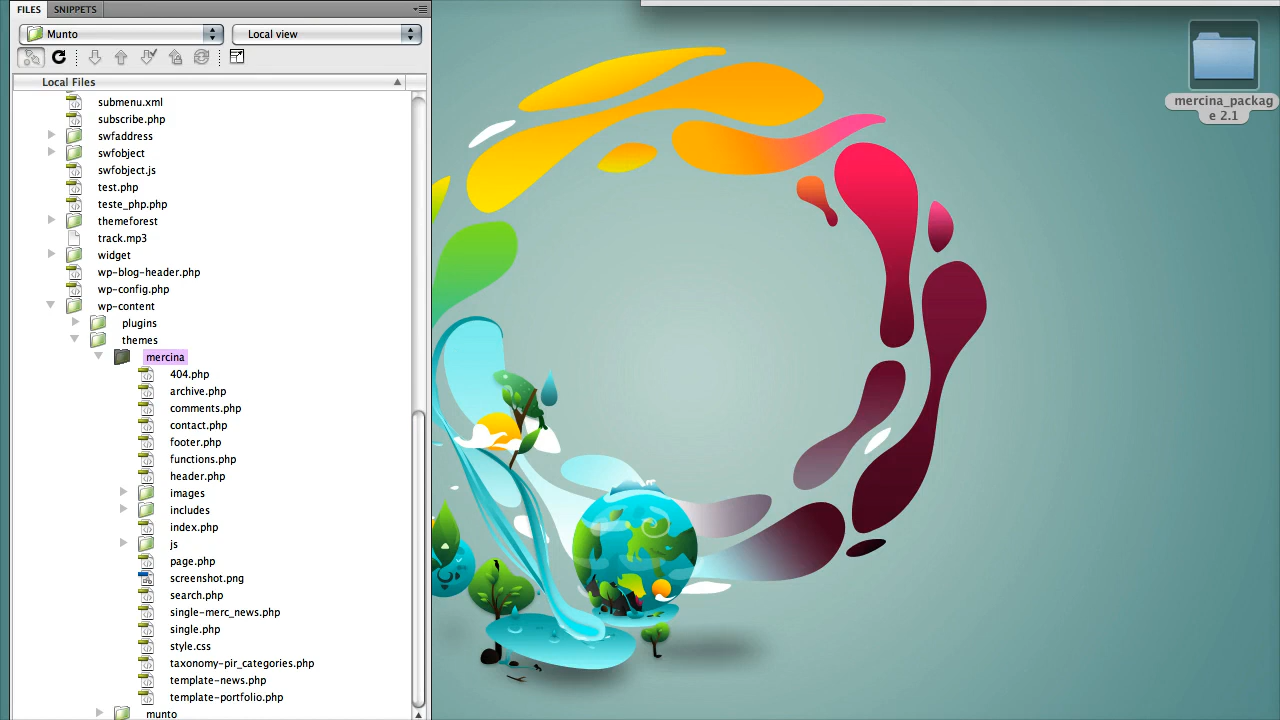 FILES SNIPPETS
Munto Local view
Local Files
submenu.xml
subscribe.php
swfaddress
swfobject
swfobject.js
test.php
teste_php.php
themeforest
track.mp3
widget
wp-blog-header.php
wp-config.php
wp-content
plugins
themes
mercina
404.php
archive.php
comments.php
contact.php
footer.php
functions.php
header.php
images
includes
index.php
js
page.php
screenshot.png
search.php
single-merc_news.php
single.php
style.css
taxonomy-pir_categories.php
template-news.php
template-portfolio.php
munto
mercina_packag
e 2.1